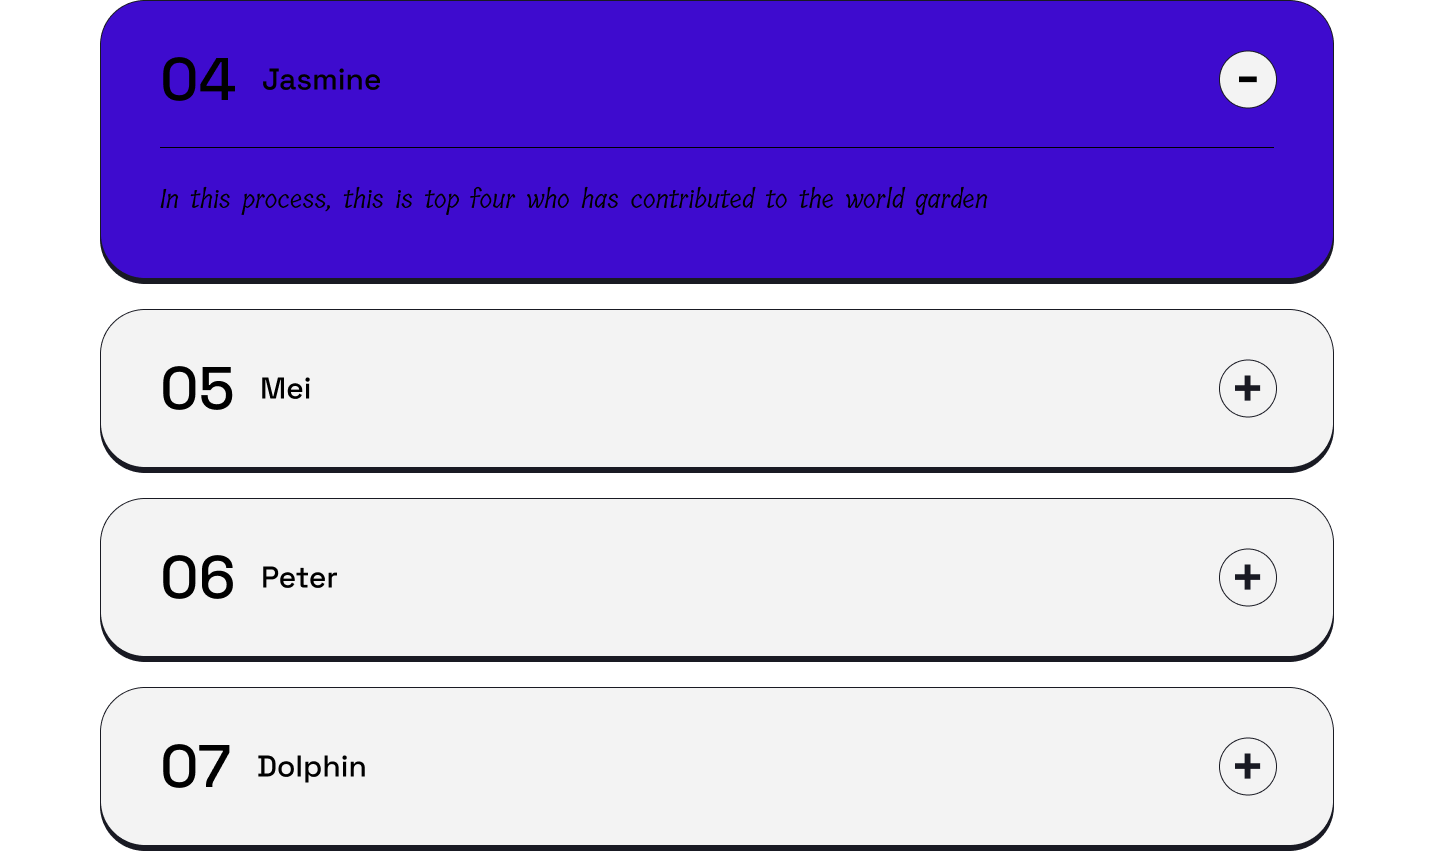 04 Jasmine
In this process, this is top four who has contributed to the world garden
05 Mei
06 Peter
07 Dolphin